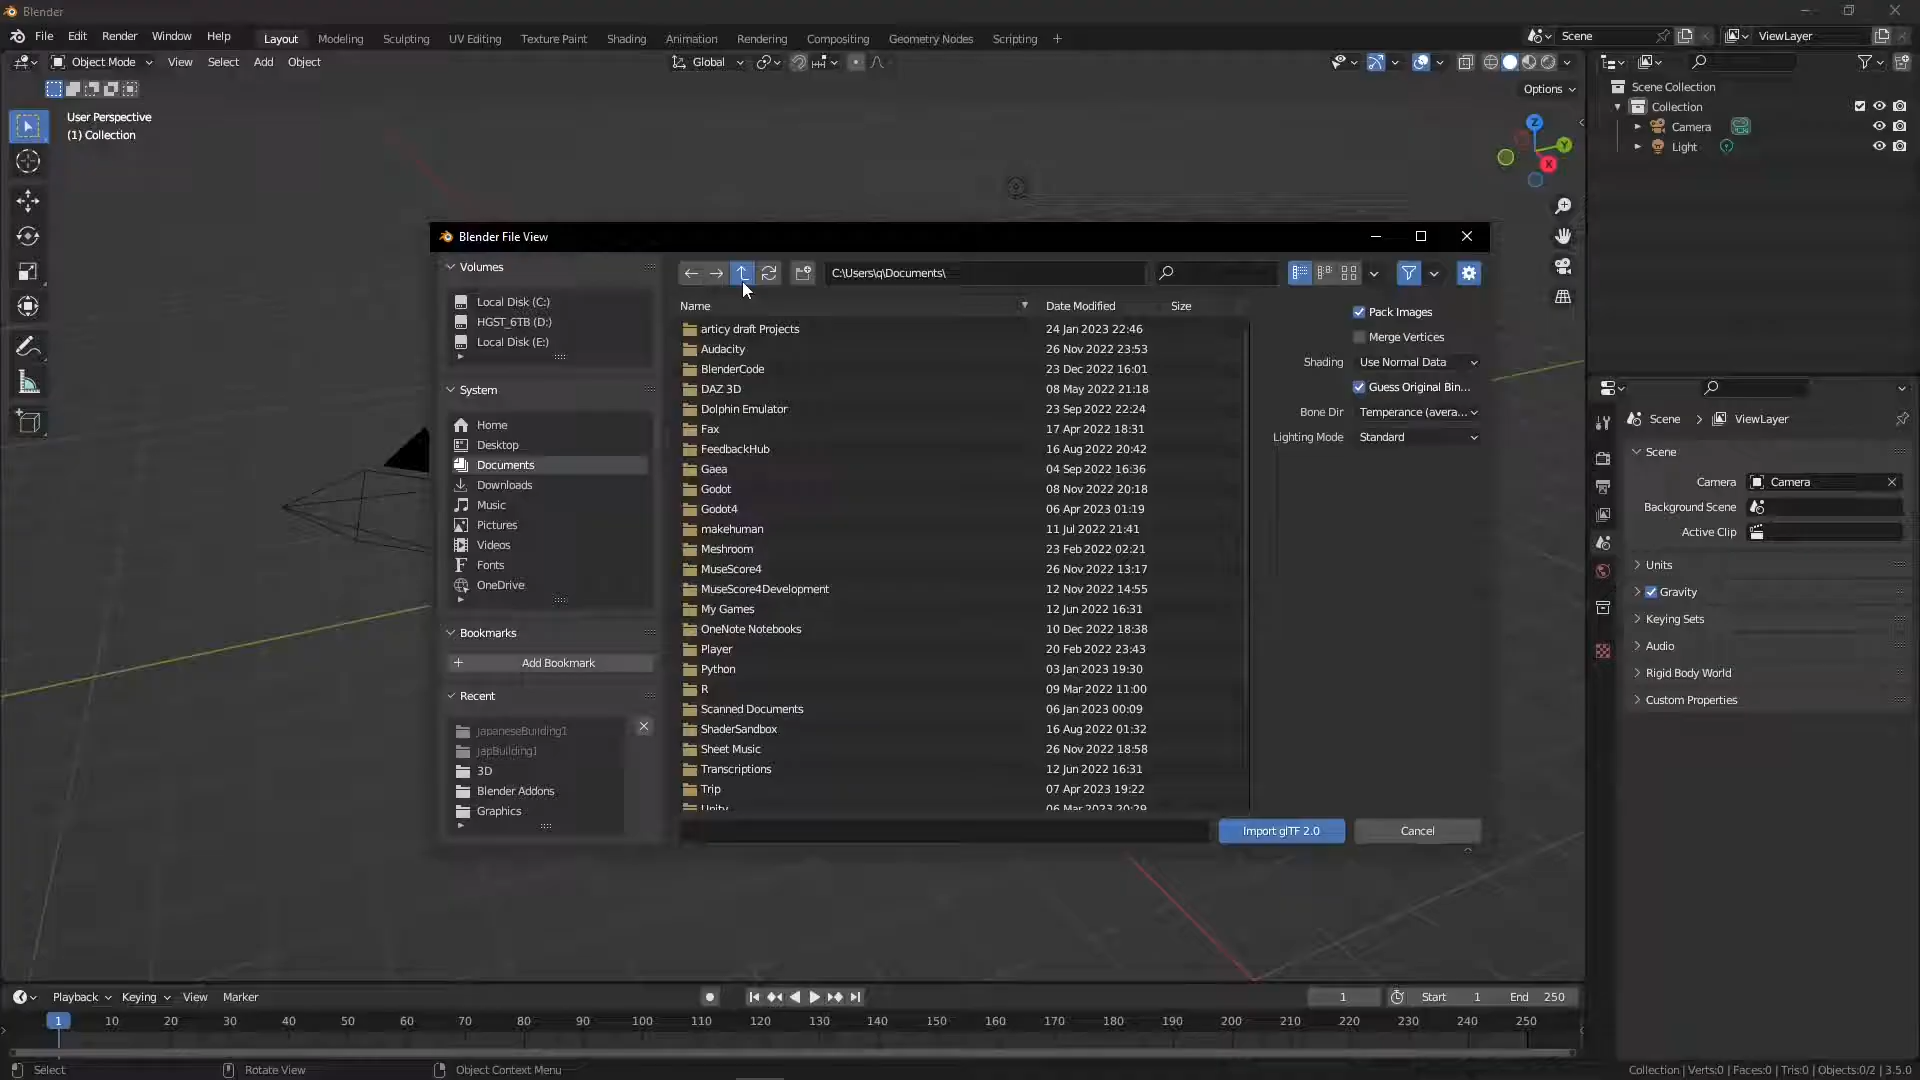 Blender
File Edit Render Window Help Layout Modeling Sculpting UV Editing Texture Paint Shading Animation Rendering Compositing Geometry Nodes Scripting + Scene ViewLayer
Object Mode View Select Add Object Global
Options
User Perspective
(1) Collection
Z
Y
X
Scene Collection
Collection
Camera
Light
Blender File View
Volumes
Local Disk (C:)
HGST_6TB (D:)
Local Disk (E:)
System
Home
Desktop
Documents
Downloads
Music
Pictures
Videos
Fonts
OneDrive
Bookmarks
+ Add Bookmark
Recent
JapaneseBuilding1
JapBuilding1
3D
Blender Addons
Graphics
C:\Users\q\Documents\
Name Date Modified Size
articy draft Projects 24 Jan 2023 22:46
Audacity 26 Nov 2022 23:53
BlenderCode 23 Dec 2022 16:01
DAZ 3D 08 May 2022 21:18
Dolphin Emulator 23 Sep 2022 22:24
Fax 17 Apr 2022 18:31
FeedbackHub 16 Aug 2022 20:42
Gaea 04 Sep 2022 16:36
Godot 08 Nov 2022 20:18
Godot4 06 Apr 2023 01:19
makehuman 11 Jul 2022 21:41
Meshroom 23 Feb 2022 02:21
MuseScore4 26 Nov 2022 13:17
MuseScore4Development 12 Nov 2022 14:55
My Games 12 Jun 2022 16:31
OneNote Notebooks 10 Dec 2022 18:38
Player 20 Feb 2022 23:43
Python 03 Jan 2023 19:30
R 09 Mar 2022 11:00
Scanned Documents 06 Jan 2023 00:09
ShaderSandbox 16 Aug 2022 01:32
Sheet Music 26 Nov 2022 18:58
Transcriptions 12 Jun 2022 16:31
Trip 07 Apr 2023 19:22
Unity 06 Mar 2023 20:29
Pack Images
Merge Vertices
Shading Use Normal Data
Guess Original Bin...
Bone Dir Temperance (avera...
Lighting Mode Standard
Import glTF 2.0 Cancel
Scene ViewLayer
Scene
Camera Camera
Background Scene
Active Clip
Units
Gravity
Keying Sets
Audio
Rigid Body World
Custom Properties
Playback Keying View Marker 1 Start 1 End 250
1 10 20 30 40 50 60 70 80 90 100 110 120 130 140 150 160 170 180 190 200 210 220 230 240 250
Select Rotate View Object Context Menu Collection | Verts:0 | Faces:0 | Tris:0 | Objects:0/2 | 3.5.0